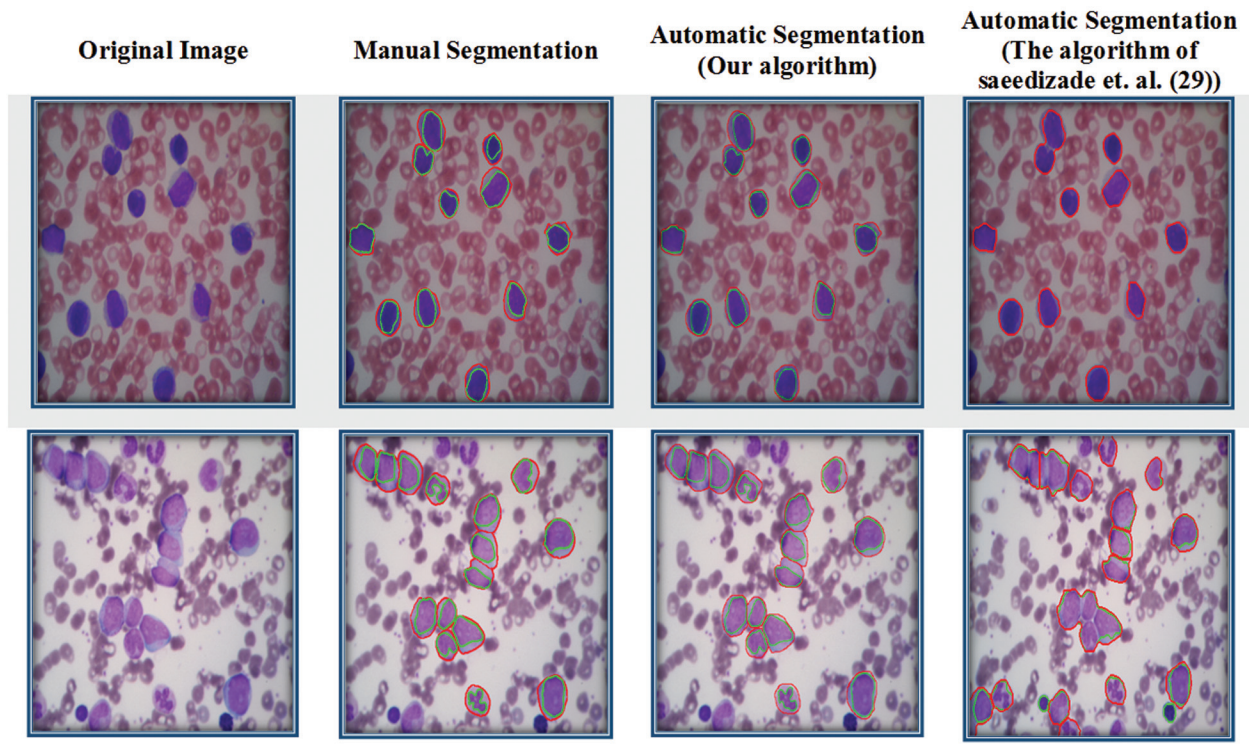 Original Image
Manual Segmentation
Automatic Segmentation
(Our algorithm)
Automatic Segmentation
(The algorithm of
saeedizade et. al. (29))